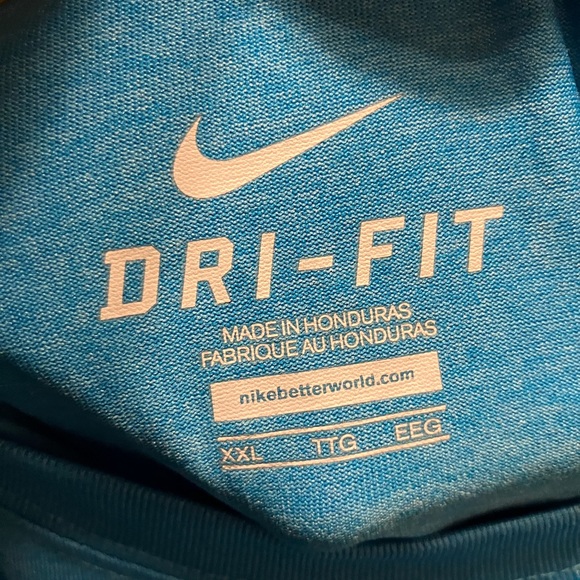 DRI-FIT
MADE IN HONDURAS
FABRIQUE AU HONDURAS
nikebetterworld.com
XXL TTG EEG